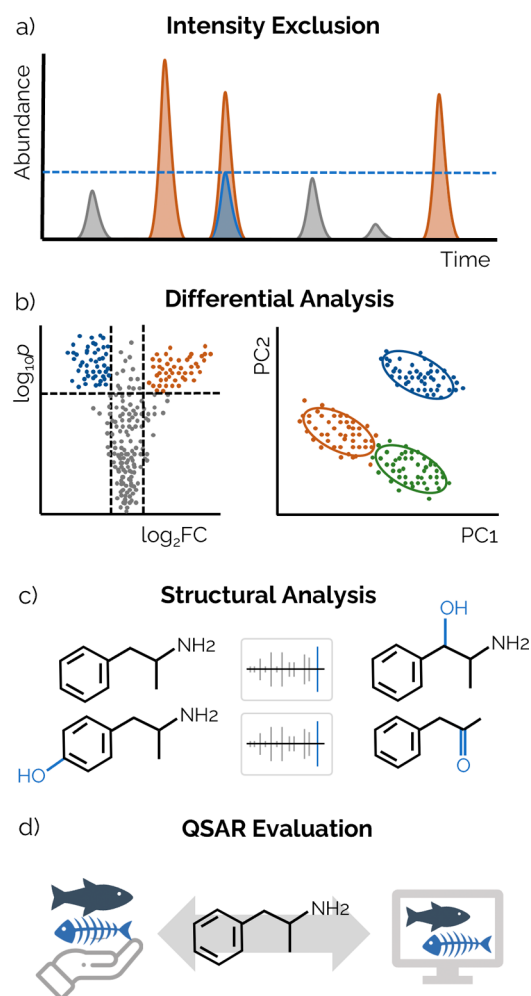 a) Intensity Exclusion
Abundance
Time
b) Differential Analysis
log₁₀p
log₂FC
PC2
PC1
c) Structural Analysis
NH2
OH
NH2
HO
NH2
O
d) QSAR Evaluation
NH2